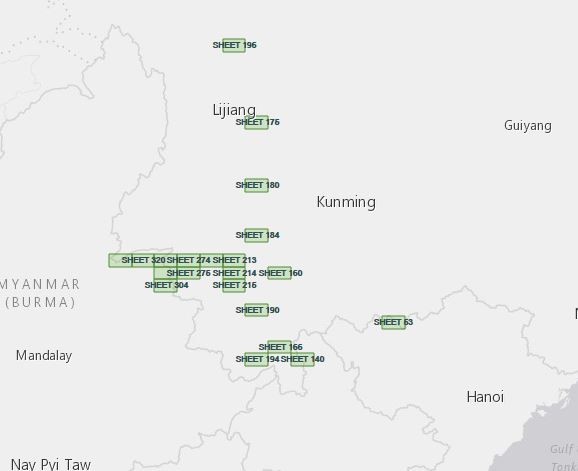 SHEET 196
Lijiang
SHEET 175
Guiyang
SHEET 180
Kunming
SHEET 184
SHEET 320
SHEET 274
SHEET 213
SHEET 276
SHEET 214
SHEET 160
MYANMAR
(BURMA)
SHEET 304
SHEET 215
SHEET 190
SHEET 53
SHEET 166
Mandalay
SHEET 194
SHEET 140
Hanoi
Gulf
Tonk
Nay Pyi Taw